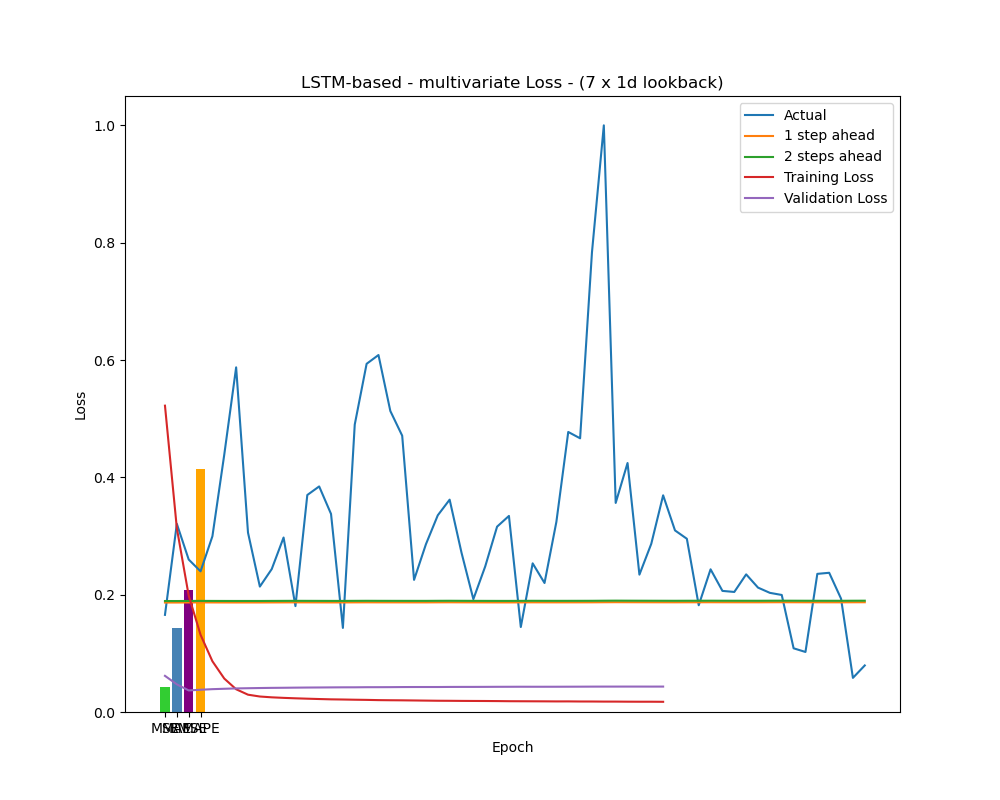 LSTM-based - multivariate Loss - (7 x 1d lookback)
Actual
1 step ahead
2 steps ahead
Training Loss
Validation Loss
1.0
0.8
0.6
0.4
0.2
0.0
Loss
Epoch